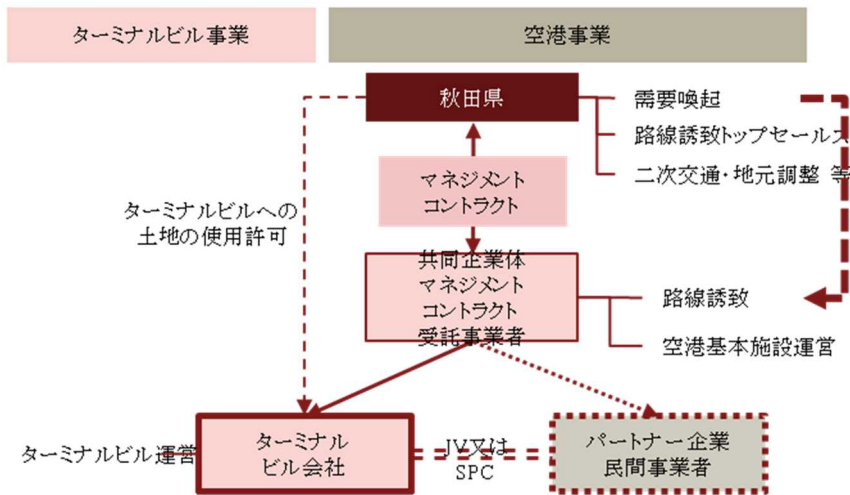 ターミナルビル事業
空港事業
秋田県
需要喚起
路線誘致トップセールス
二次交通・地元調整 等
マネジメント
コントラクト
ターミナルビルへの
土地の使用許可
共同企業体
マネジメント
コントラクト
受託事業者
路線誘致
空港基本施設運営
ターミナルビル運営
ターミナル
ビル会社
JV又は
SPC
パートナー企業
民間事業者